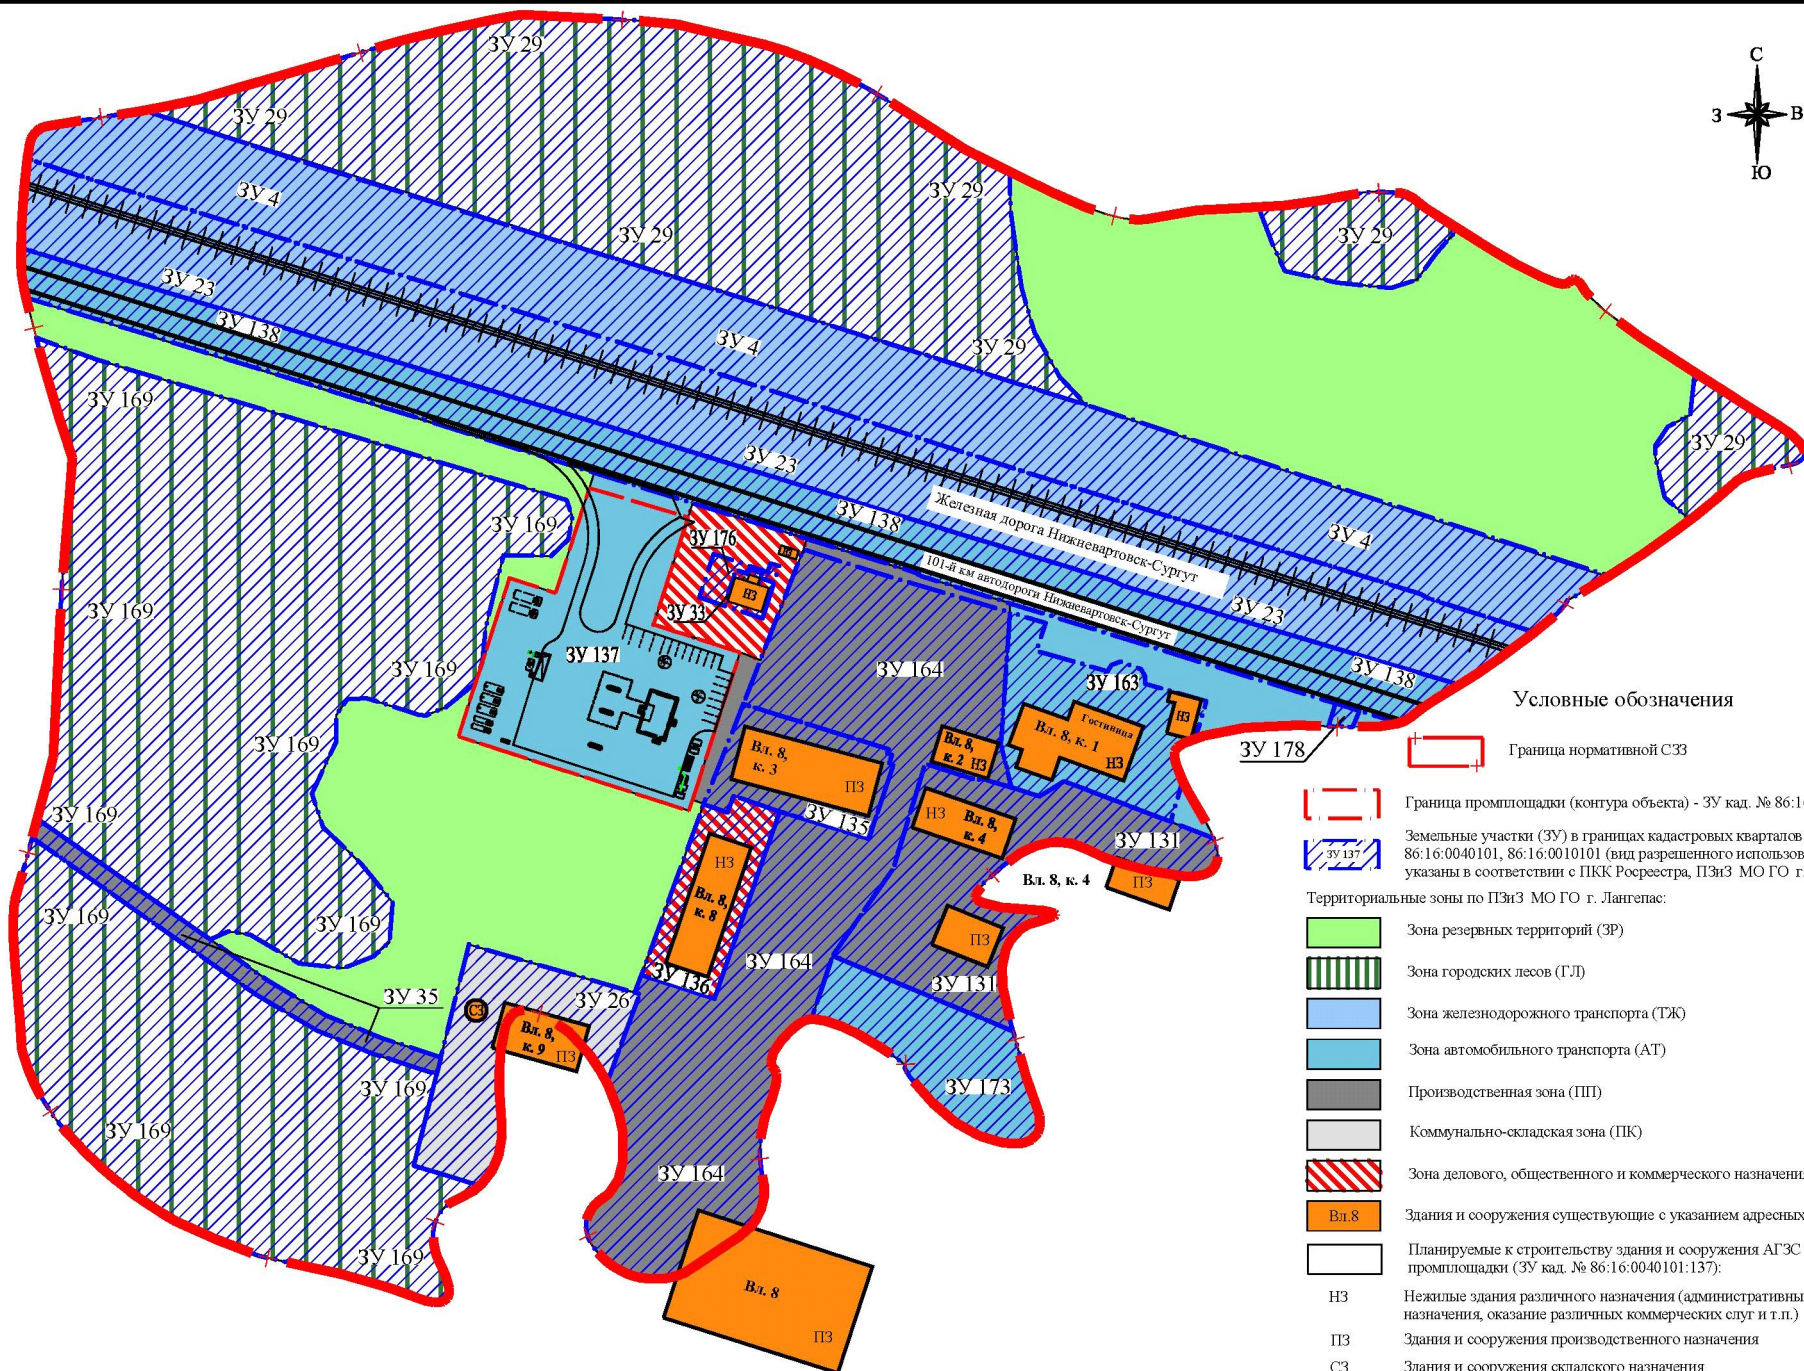 ЗУ 29
С
З
В
Ю
ЗУ 29
ЗУ 4
ЗУ 29
ЗУ 29
ЗУ 29
ЗУ 23
ЗУ 138
ЗУ 4
ЗУ 29
ЗУ 169
ЗУ 29
ЗУ 23
ЗУ 138
Железная дорога Нижневартовск-Сургут
ЗУ 4
ЗУ 169
ЗУ 176
НЗ
101-й км автодороги Нижневартовск-Сургут
ЗУ 169
НЗ
ЗУ 33
ЗУ 23
ЗУ 169
ЗУ 137
ЗУ 164
ЗУ 163
ЗУ 138
Условные обозначения
ЗУ 169
Вл. 8,
к. 3
ПЗ
Вл. 8,
к. 2 НЗ
Гостиница
Вл. 8, к. 1
НЗ
НЗ
ЗУ 178
Граница нормативной СЗЗ
ЗУ 169
ЗУ 135
НЗ
Вл. 8,
к. 4
ЗУ 131
Граница промплощадки (контура объекта) - ЗУ кад. № 86:1
ЗУ 137
Земельные участки (ЗУ) в границах кадастровых кварталов
86:16:0040101, 86:16:0010101 (вид разрешенного использов
указаны в соответствии с ПКК Росреестра, ПЗиЗ МО ГО г.
НЗ
Вл. 8,
к. 8
Вл. 8, к. 4
ПЗ
Территориальные зоны по ПЗиЗ МО ГО г. Лангепас:
ЗУ 169
ЗУ 169
ПЗ
Зона резервных территорий (ЗР)
ЗУ 136
ЗУ 164
ЗУ 131
Зона городских лесов (ГЛ)
ЗУ 35
СЗ
ЗУ 26
Зона железнодорожного транспорта (ТЖ)
Вл. 8,
к. 9
ПЗ
Зона автомобильного транспорта (АТ)
ЗУ 169
ЗУ 173
Производственная зона (ПП)
ЗУ 169
Коммунально-складская зона (ПК)
ЗУ 164
Зона делового, общественного и коммерческого назначени
Вл.8
Здания и сооружения существующие с указанием адресных
ЗУ 169
Планируемые к строительству здания и сооружения АГЗС
промплощадки (ЗУ кад. № 86:16:0040101:137):
Вл. 8
ПЗ
НЗ
Нежилые здания различного назначения (административны
назначения, оказание различных коммерческих слуг и т.п.)
ПЗ
Здания и сооружения производственного назначения
СЗ
Здания и сооружения складского назначения